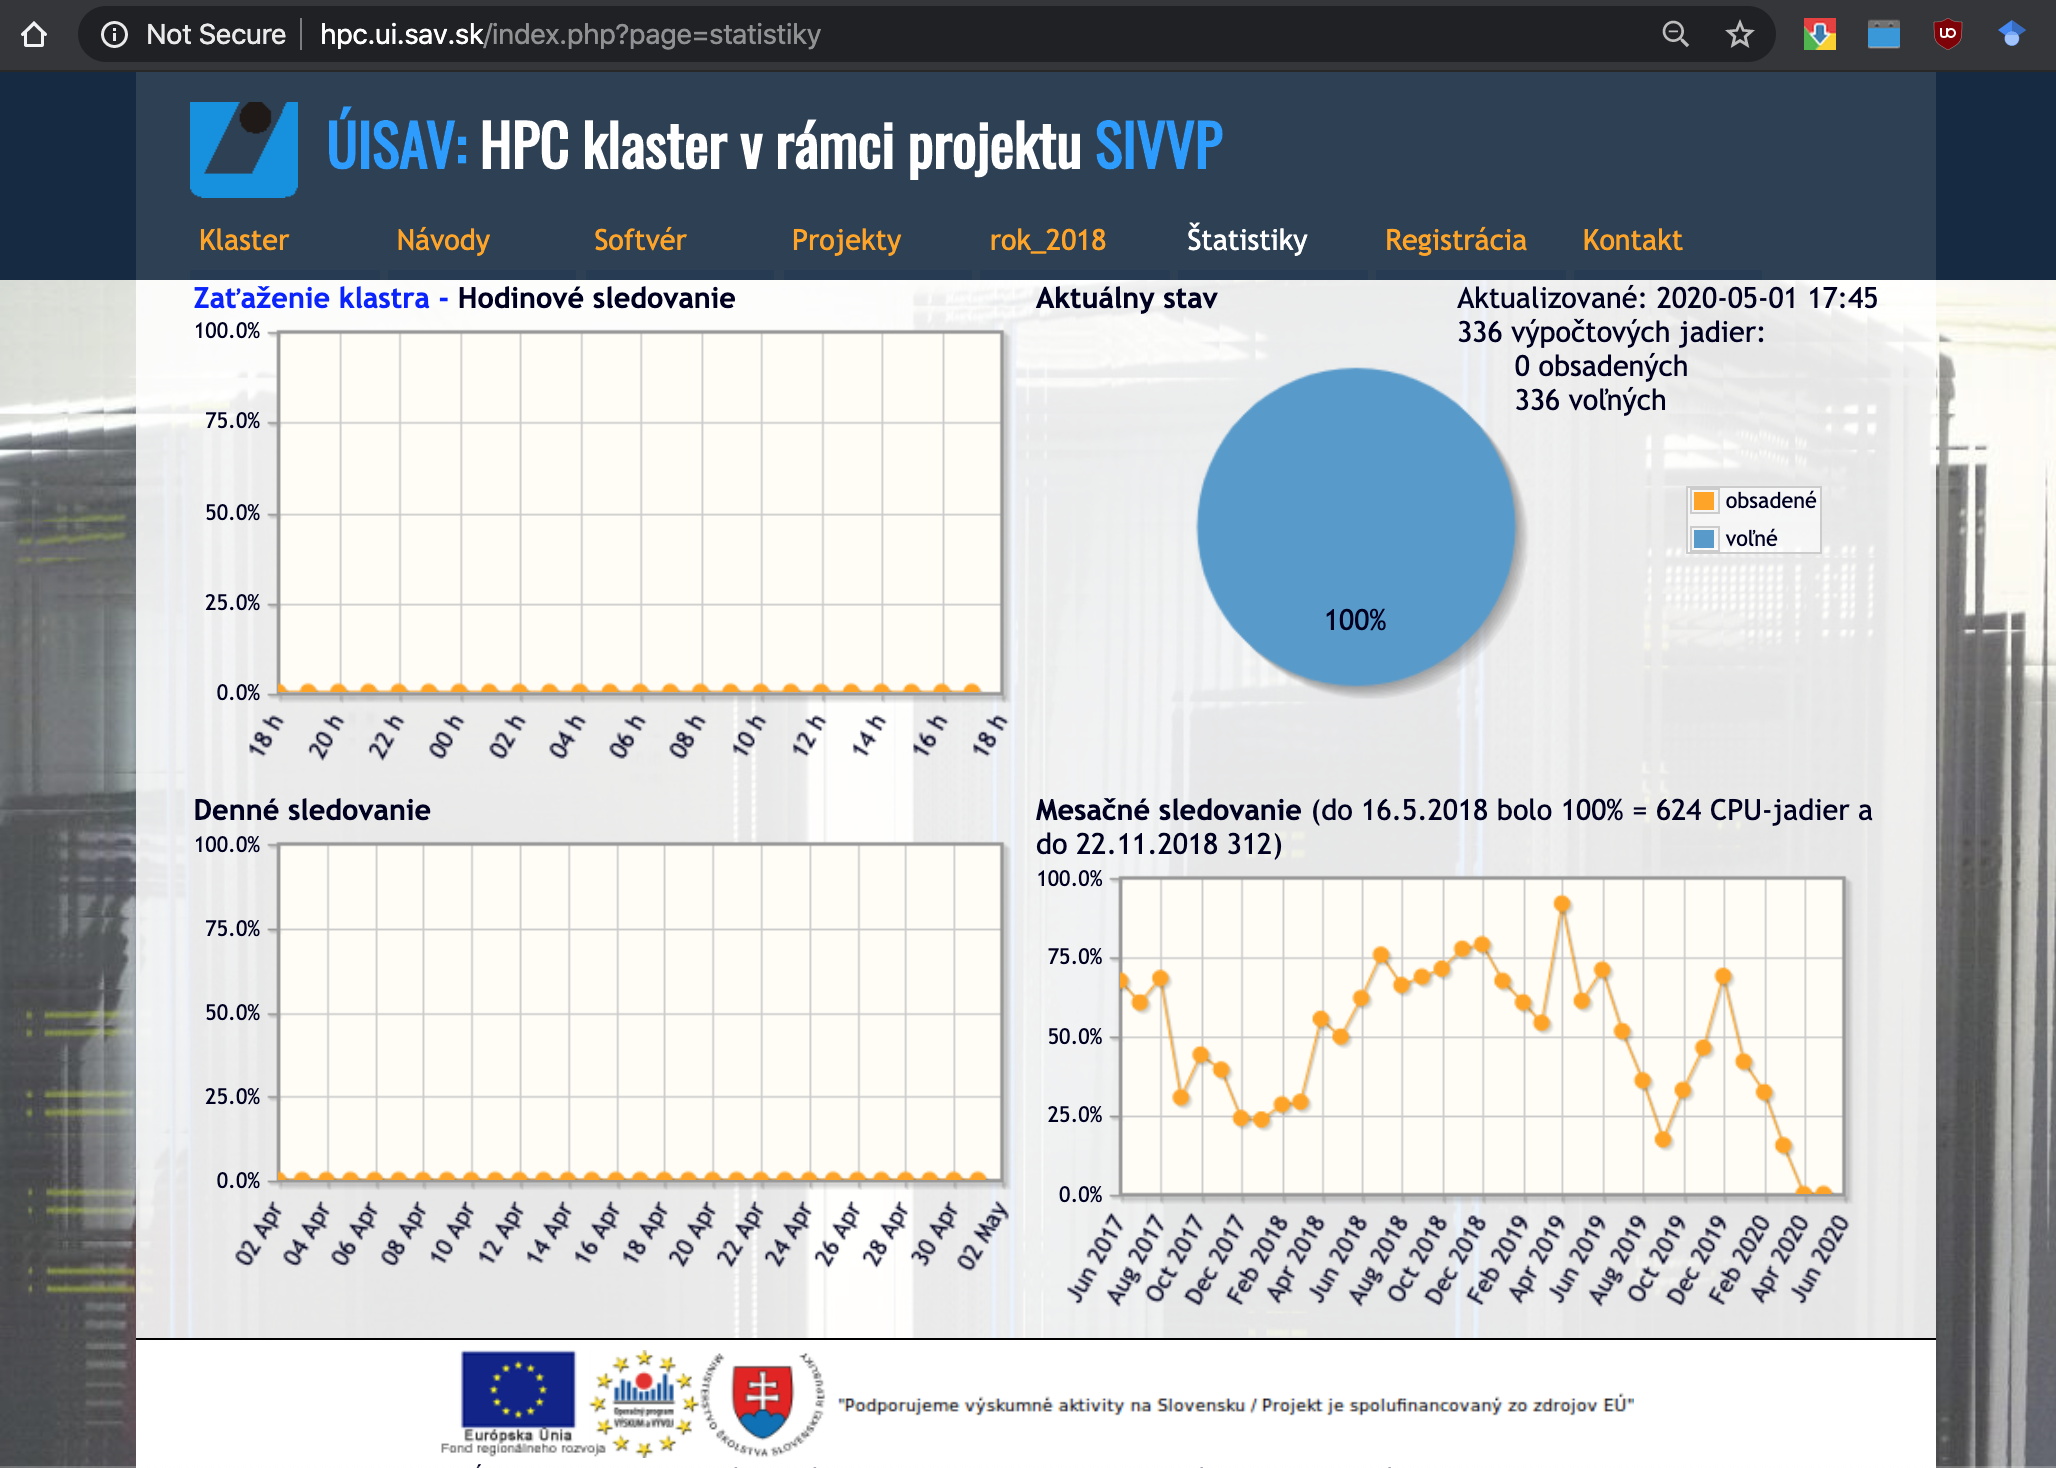 Not Secure hpc.ui.sav.sk/index.php?page=statistiky
ÚISAV: HPC klaster v rámci projektu SIVVP
Klaster Návody Softvér Projekty rok_2018 Štatistiky Registrácia Kontakt
Zaťaženie klastra - Hodinové sledovanie
100.0%
75.0%
50.0%
25.0%
0.0%
18 h 20 h 22 h 00 h 02 h 04 h 06 h 08 h 10 h 12 h 14 h 16 h 18 h
Aktuálny stav
Aktualizované: 2020-05-01 17:45
336 výpočtových jadier:
0 obsadených
336 voľných
obsadené
voľné
100%
Denné sledovanie
100.0%
75.0%
50.0%
25.0%
0.0%
02 Apr 04 Apr 06 Apr 08 Apr 10 Apr 12 Apr 14 Apr 16 Apr 18 Apr 20 Apr 22 Apr 24 Apr 26 Apr 28 Apr 30 Apr 02 May
Mesačné sledovanie (do 16.5.2018 bolo 100% = 624 CPU-jadier a
do 22.11.2018 312)
100.0%
75.0%
50.0%
25.0%
0.0%
Jun 2017 Aug 2017 Oct 2017 Dec 2017 Feb 2018 Apr 2018 Jun 2018 Aug 2018 Oct 2018 Dec 2018 Feb 2019 Apr 2019 Jun 2019 Aug 2019 Oct 2019 Dec 2019 Feb 2020 Apr 2020 Jun 2020
Európska Únia
Fond regionálneho rozvoja
Operačný program
VÝSKUM a VÝVOJ
MINISTERSTVO ŠKOLSTVA SLOVENSKEJ REPUBLIKY
"Podporujeme výskumné aktivity na Slovensku / Projekt je spolufinancovaný zo zdrojov EÚ"